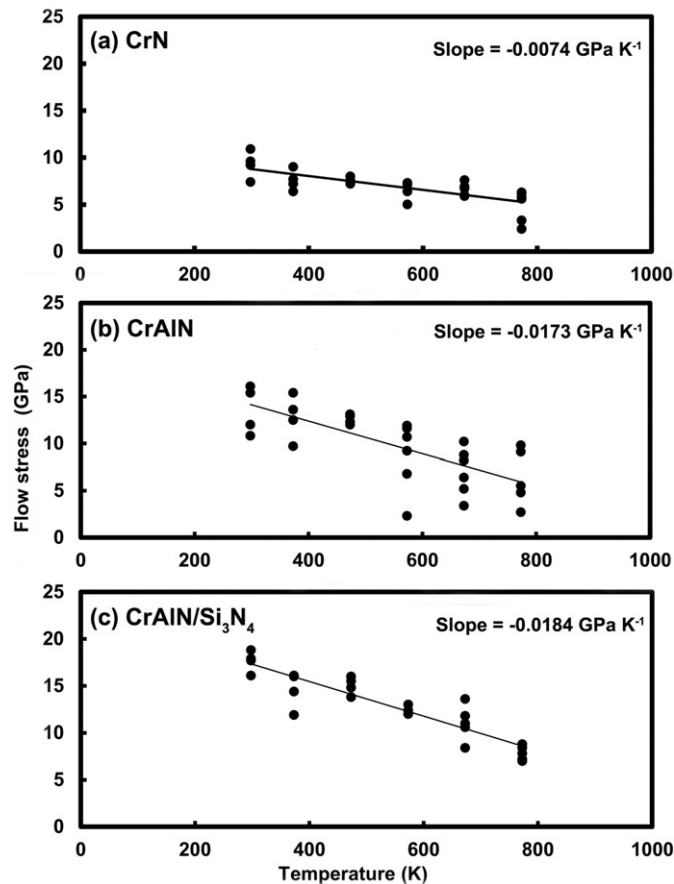 (a) CrN
Slope = -0.0074 GPa K⁻¹
25
20
15
10
5
0
0 200 400 600 800 1000
(b) CrAlN
Slope = -0.0173 GPa K⁻¹
25
20
15
10
5
0
0 200 400 600 800 1000
Flow stress (GPa)
(c) CrAlN/Si₃N₄
Slope = -0.0184 GPa K⁻¹
25
20
15
10
5
0
0 200 400 600 800 1000
Temperature (K)